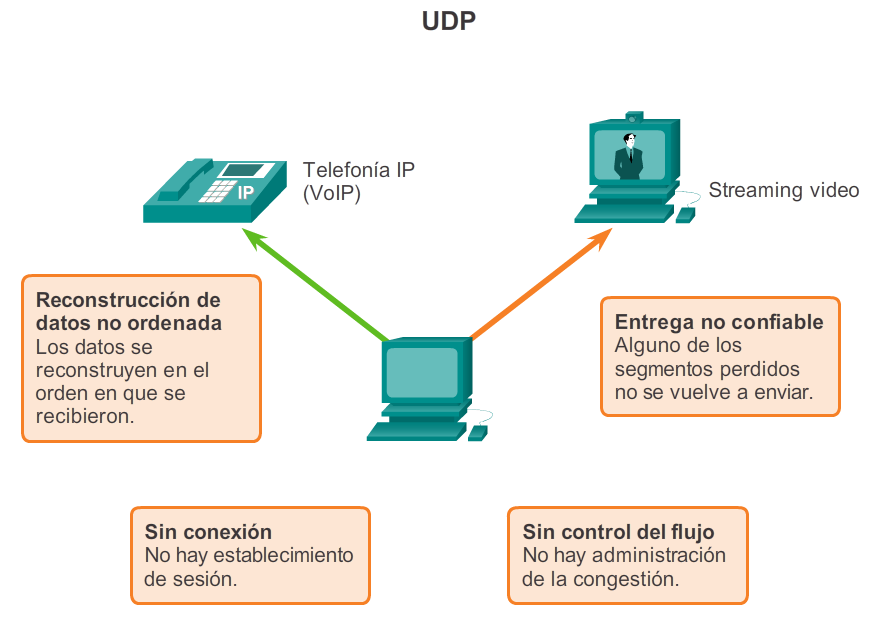 UDP
Telefonía IP
(VoIP)
IP
Streaming video
Reconstrucción de
datos no ordenada
Los datos se
reconstruyen en el
orden en que se
recibieron.
Entrega no confiable
Alguno de los
segmentos perdidos
no se vuelve a enviar.
Sin conexión
No hay establecimiento
de sesión.
Sin control del flujo
No hay administración
de la congestión.